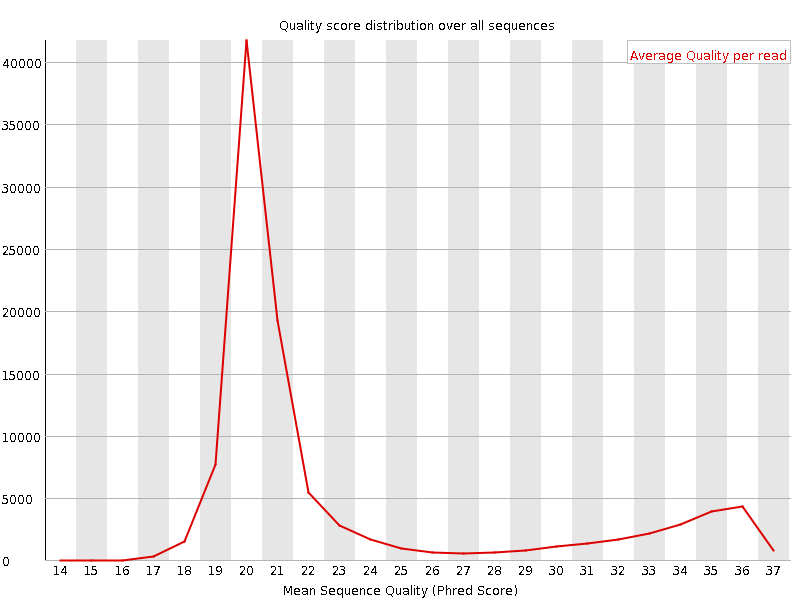 Quality score distribution over all sequences
Average Quality per read
40000
35000
30000
25000
20000
15000
10000
5000
0
14 15 16 17 18 19 20 21 22 23 24 25 26 27 28 29 30 31 32 33 34 35 36 37
Mean Sequence Quality (Phred Score)